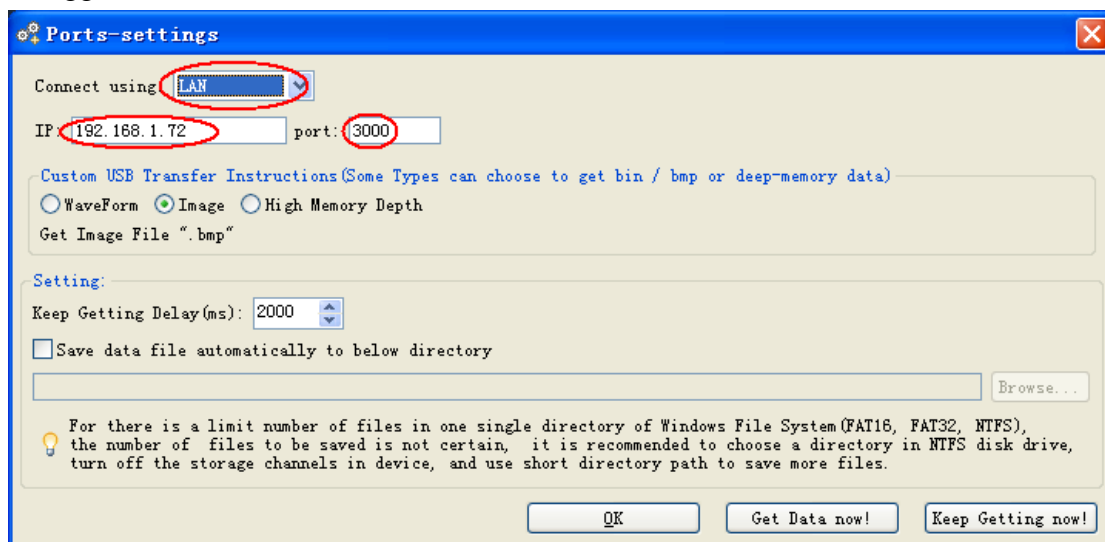 Ports-settings
Connect using LAN
IP: 192.168.1.72 port: 3000
Custom USB Transfer Instructions(Some Types can choose to get bin / bmp or deep-memory data)
WaveForm Image High Memory Depth
Get Image File ".bmp"
Setting:
Keep Getting Delay(ms): 2000
Save data file automatically to below directory
Browse...
For there is a limit number of files in one single directory of Windows File System(FAT16, FAT32, NTFS),
the number of files to be saved is not certain, it is recommended to choose a directory in NTFS disk drive,
turn off the storage channels in device, and use short directory path to save more files.
OK Get Data now! Keep Getting now!